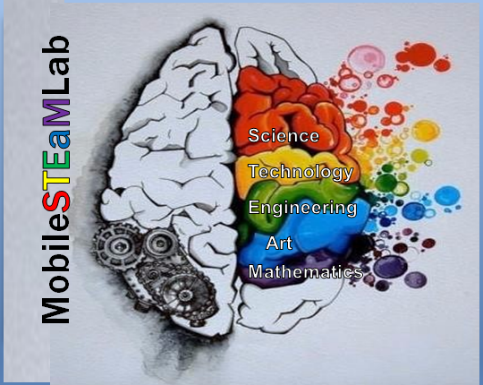 MobileSTEaMLab
Science
Technology
Engineering
Art
Mathematics